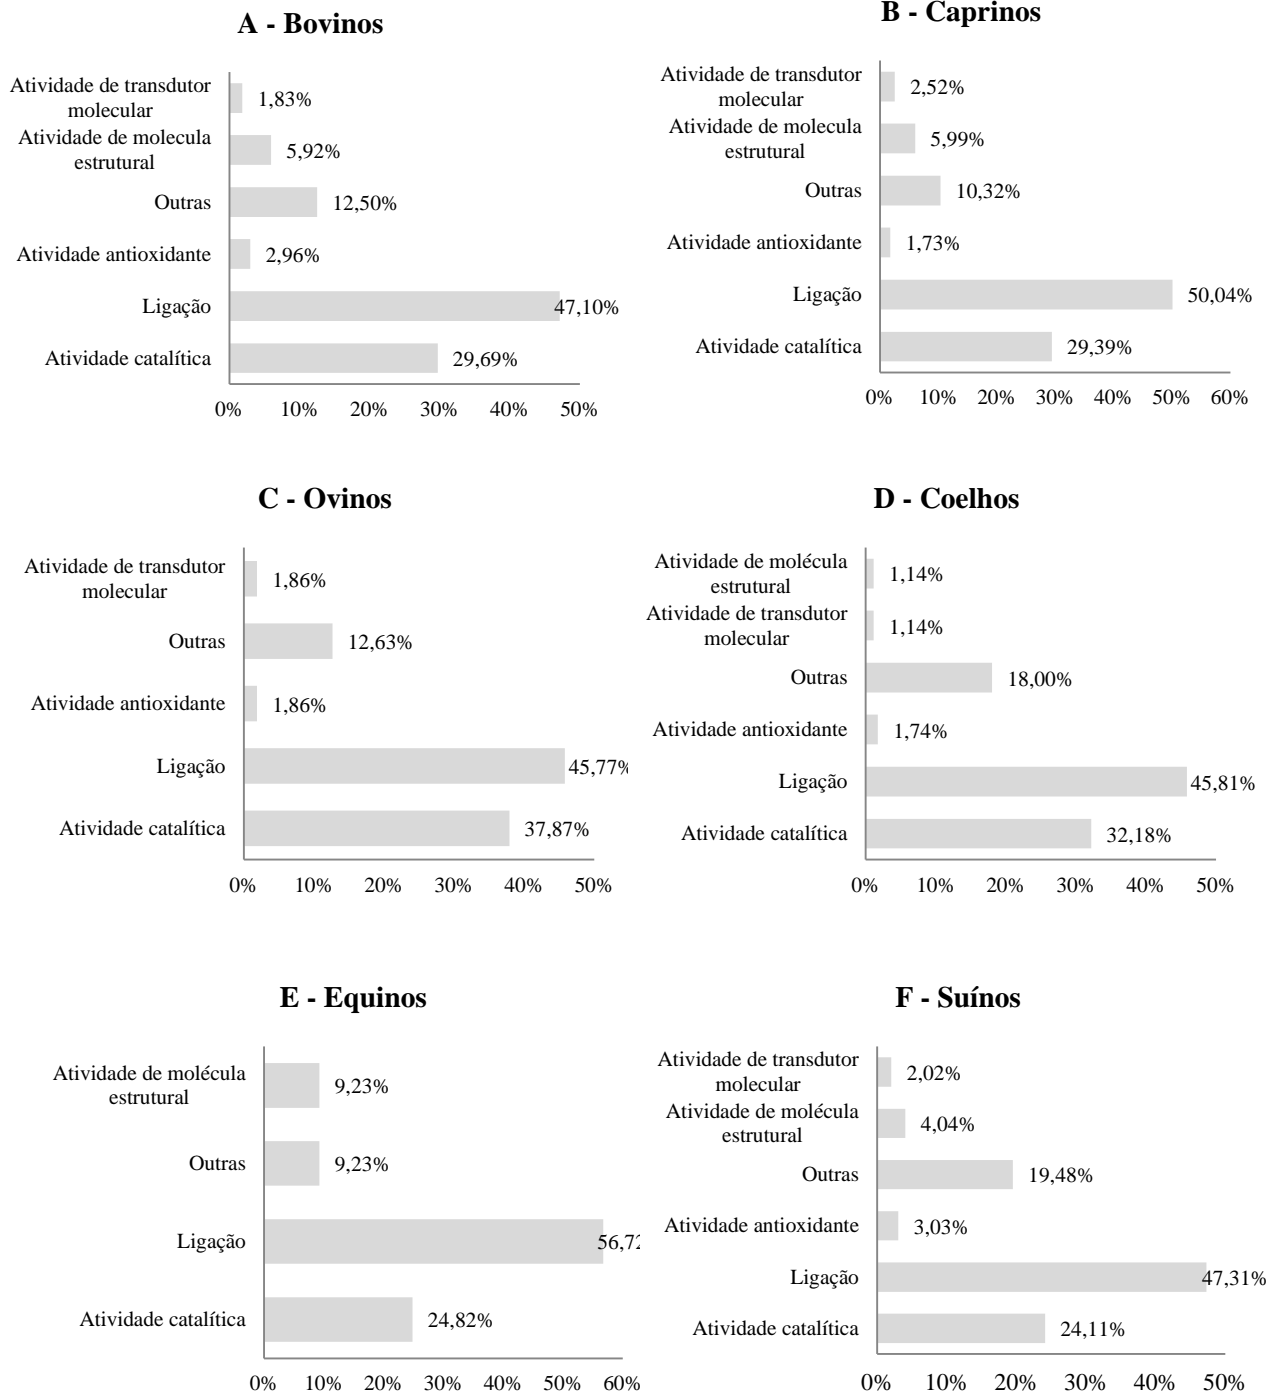 A - Bovinos
Atividade de transdutor
molecular
1,83%
Atividade de molecula
estrutural
5,92%
Outras
12,50%
Atividade antioxidante
2,96%
Ligação
47,10%
Atividade catalítica
29,69%
0% 10% 20% 30% 40% 50%
B - Caprinos
Atividade de transdutor
molecular
2,52%
Atividade de molecula
estrutural
5,99%
Outras
10,32%
Atividade antioxidante
1,73%
Ligação
50,04%
Atividade catalítica
29,39%
0% 10% 20% 30% 40% 50% 60%
C - Ovinos
Atividade de transdutor
molecular
1,86%
Outras
12,63%
Atividade antioxidante
1,86%
Ligação
45,77%
Atividade catalítica
37,87%
0% 10% 20% 30% 40% 50%
D - Coelhos
Atividade de molécula
estrutural
1,14%
Atividade de transdutor
molecular
1,14%
Outras
18,00%
Atividade antioxidante
1,74%
Ligação
45,81%
Atividade catalítica
32,18%
0% 10% 20% 30% 40% 50%
E - Equinos
Atividade de molécula
estrutural
9,23%
Outras
9,23%
Ligação
56,72
Atividade catalítica
24,82%
0% 10% 20% 30% 40% 50% 60%
F - Suínos
Atividade de transdutor
molecular
2,02%
Atividade de molécula
estrutural
4,04%
Outras
19,48%
Atividade antioxidante
3,03%
Ligação
47,31%
Atividade catalítica
24,11%
0% 10% 20% 30% 40% 50%